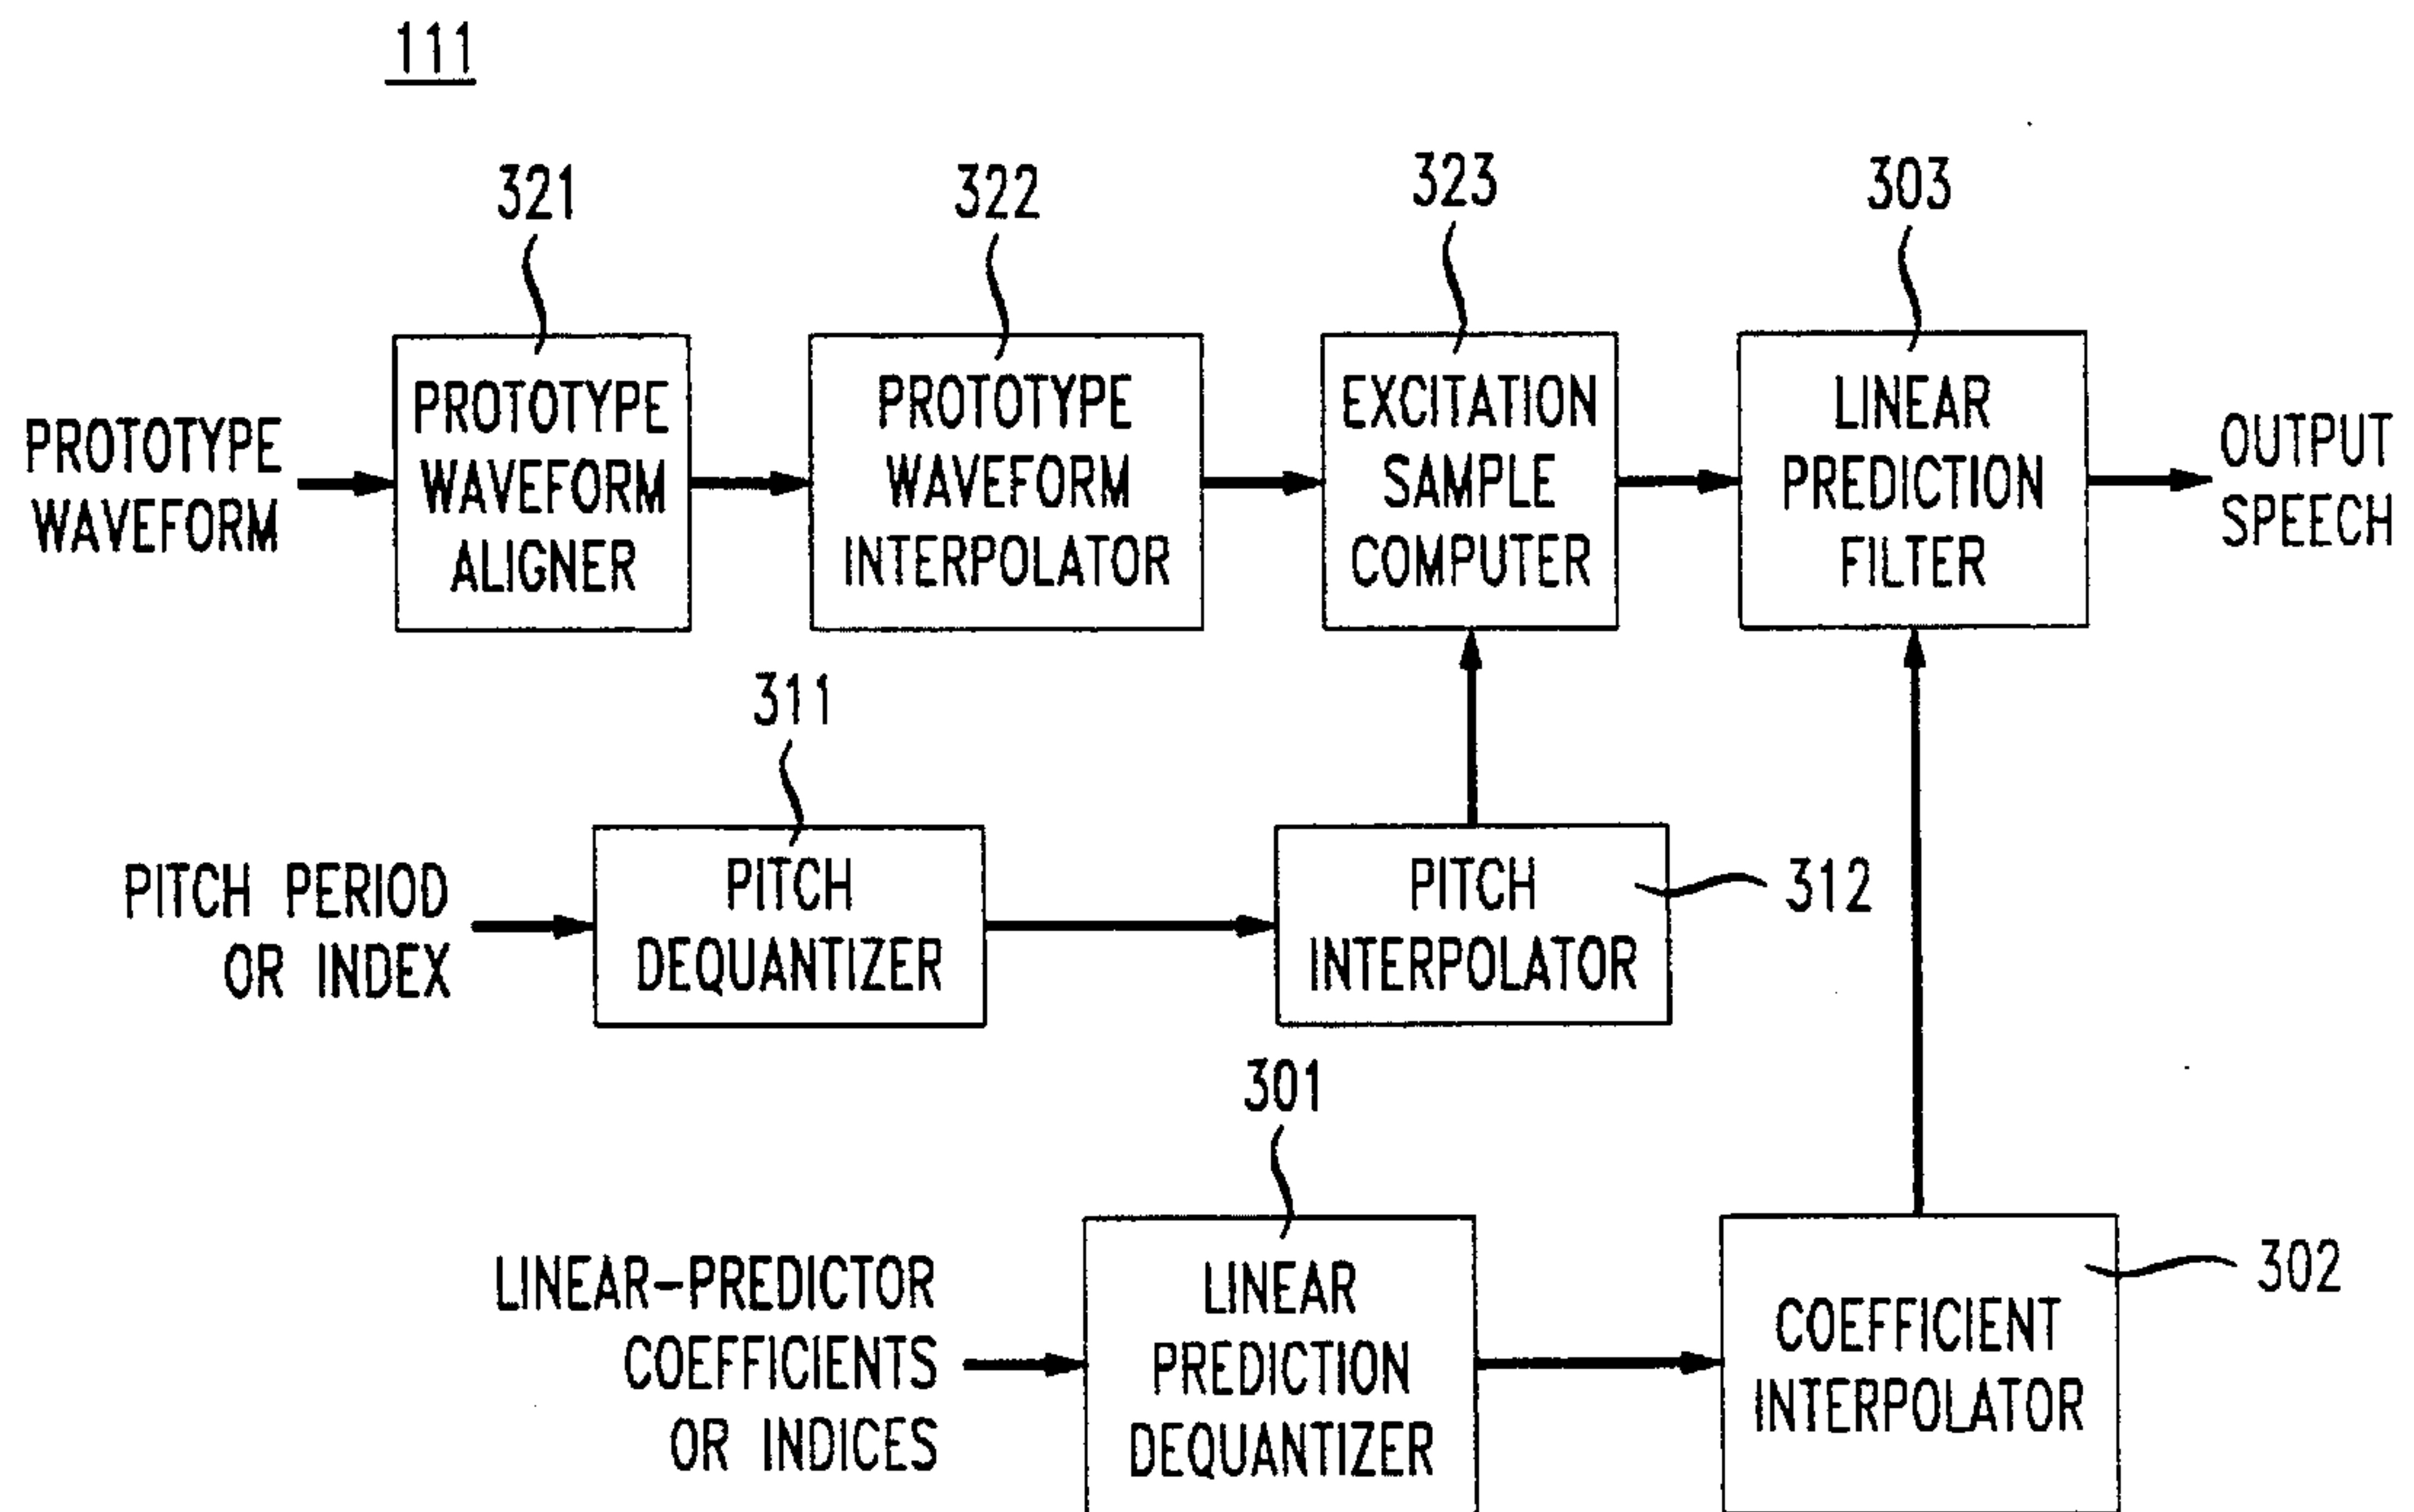 111
321
322
323
303
PROTOTYPE
WAVEFORM
PROTOTYPE
WAVEFORM
ALIGNER
PROTOTYPE
WAVEFORM
INTERPOLATOR
EXCITATION
SAMPLE
COMPUTER
LINEAR
PREDICTION
FILTER
OUTPUT
SPEECH
311
PITCH PERIOD
OR INDEX
PITCH
DEQUANTIZER
PITCH
INTERPOLATOR
312
301
LINEAR-PREDICTOR
COEFFICIENTS
OR INDICES
LINEAR
PREDICTION
DEQUANTIZER
COEFFICIENT
INTERPOLATOR
302